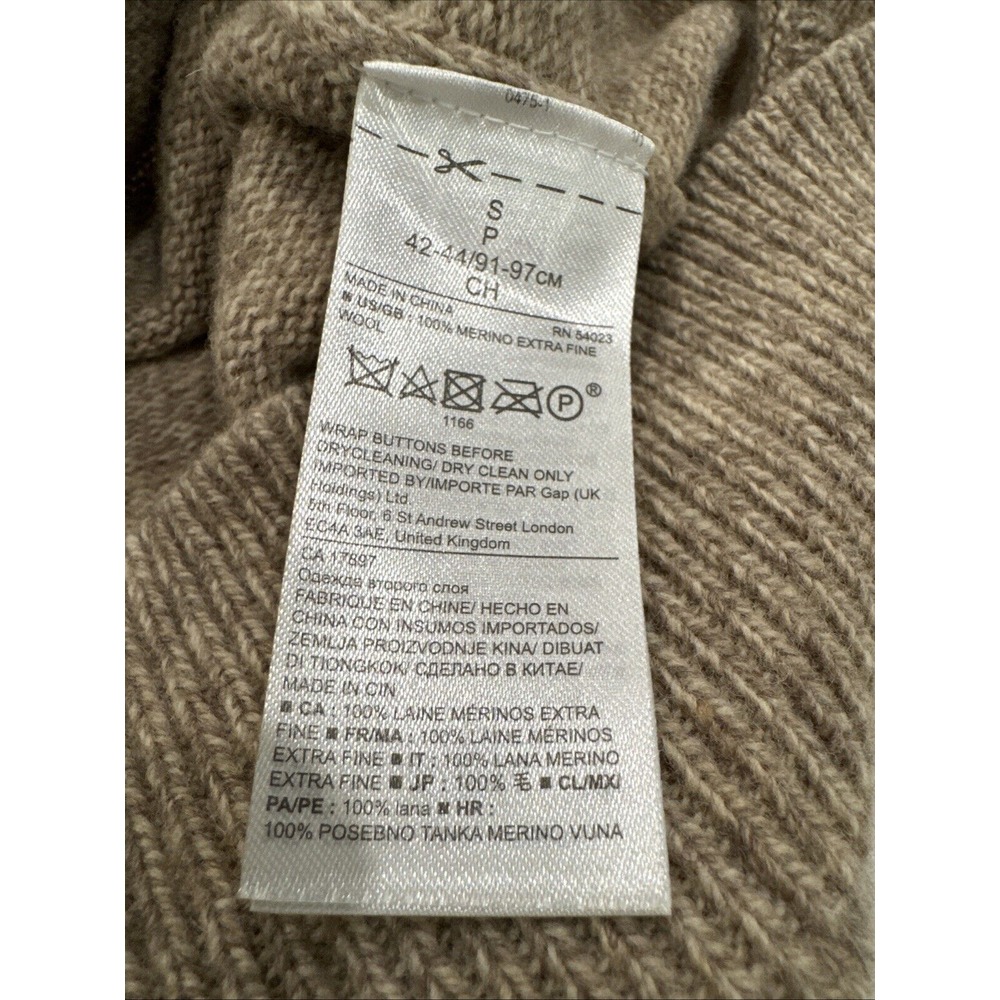 0475-1
S
P
42-44/91-97CM
CH
MADE IN CHINA
RN 54023
US/GB : 100% MERINO EXTRA FINE
WOOL
P ®
1166
WRAP BUTTONS BEFORE
DRYCLEANING/ DRY CLEAN ONLY
IMPORTED BY/IMPORTE PAR Gap (UK
Holdings) Ltd.
5th Floor, 6 St Andrew Street London
EC4A 3AE, United Kingdom
CA 17897
Одежда второго слоя
FABRIQUE EN CHINE/ HECHO EN
CHINA CON INSUMOS IMPORTADOS/
ZEMLJA PROIZVODNJE KINA/ DIBUAT
DI TIONGKOK/ СДЕЛАНО В КИТАЕ/
MADE IN CIN
CA : 100% LAINE MÉRINOS EXTRA
FINE FR/MA : 100% LAINE MÉRINOS
EXTRA FINE IT : 100% LANA MERINO
EXTRA FINE JP : 100% 毛 CL/MX/
PA/PE : 100% lana HR :
100% POSEBNO TANKA MERINO VUNA